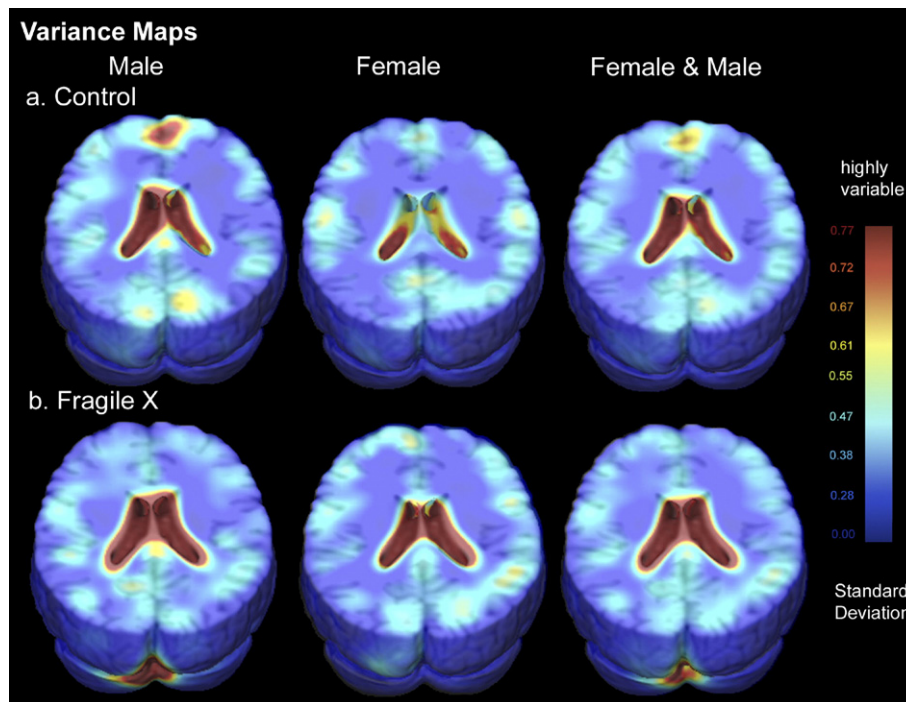 Variance Maps
Male
Female
Female & Male
a. Control
highly
variable
0.77
0.72
0.67
0.61
0.55
0.47
0.38
0.28
0.00
b. Fragile X
Standard
Deviation